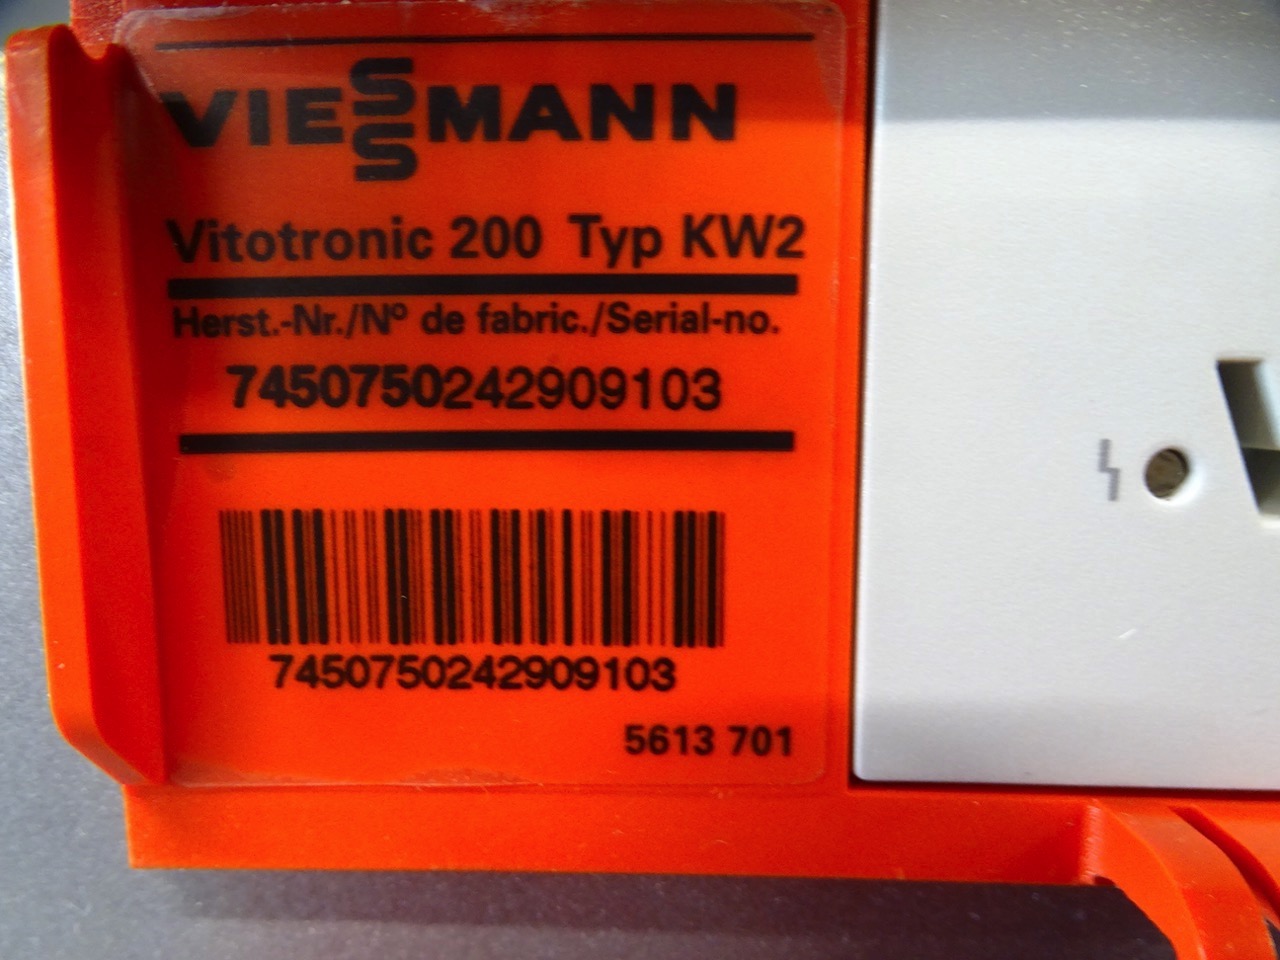 VIESSMANN
Vitotronic 200 Typ KW2
Herst.-Nr./Nº de fabric./Serial-no.
7450750242909103
7450750242909103
5613 701